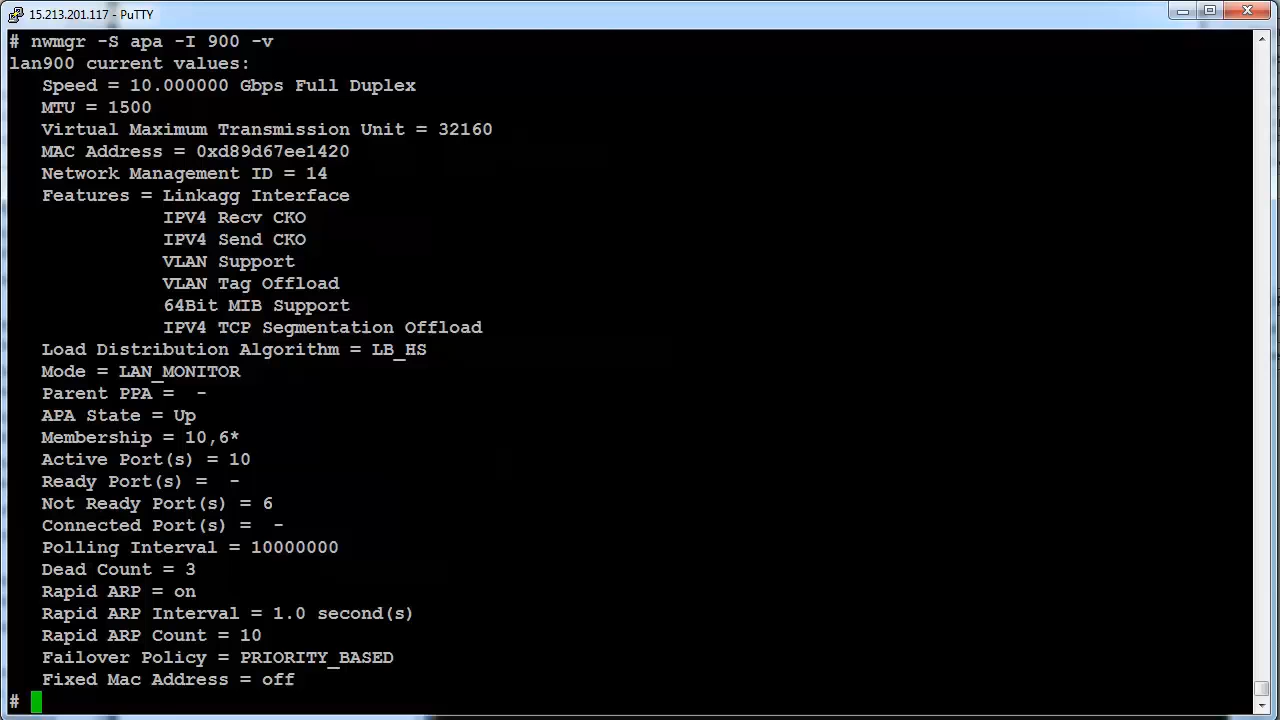 15.213.201.117 - PuTTY
# nwmgr -S apa -I 900 -v
lan900 current values:
Speed = 10.000000 Gbps Full Duplex
MTU = 1500
Virtual Maximum Transmission Unit = 32160
MAC Address = 0xd89d67ee1420
Network Management ID = 14
Features = Linkagg Interface
IPV4 Recv CKO
IPV4 Send CKO
VLAN Support
VLAN Tag Offload
64Bit MIB Support
IPV4 TCP Segmentation Offload
Load Distribution Algorithm = LB_HS
Mode = LAN_MONITOR
Parent PPA =  -
APA State = Up
Membership = 10,6*
Active Port(s) = 10
Ready Port(s) =  -
Not Ready Port(s) = 6
Connected Port(s) =  -
Polling Interval = 10000000
Dead Count = 3
Rapid ARP = on
Rapid ARP Interval = 1.0 second(s)
Rapid ARP Count = 10
Failover Policy = PRIORITY_BASED
Fixed Mac Address = off
#